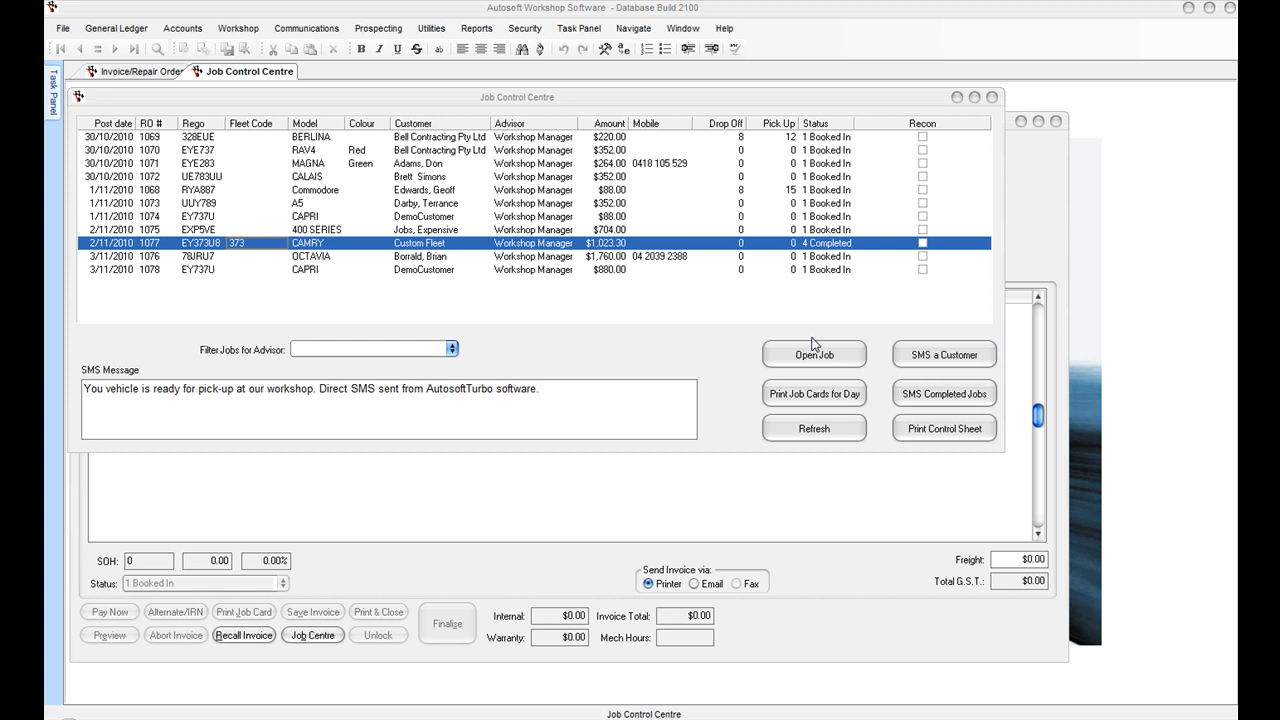 Autosoft Workshop Software - Database Build 2100
File General Ledger Accounts Workshop Communications Prospecting Utilities Reports Security Task Panel Navigate Window Help
Task Panel
Invoice/Repair Order Job Control Centre
Job Control Centre
Post date RO # Rego Fleet Code Model Colour Customer Advisor Amount Mobile Drop Off Pick Up Status Recon
30/10/2010 1069 328EUE BERLINA Bell Contracting Pty Ltd Workshop Manager $220.00 8 12 1 Booked In
30/10/2010 1070 EYE737 RAV4 Red Bell Contracting Pty Ltd Workshop Manager $352.00 0 0 1 Booked In
30/10/2010 1071 EYE283 MAGNA Green Adams, Don Workshop Manager $264.00 0418 105 529 0 0 1 Booked In
30/10/2010 1072 UE783UU CALAIS Brett Simons Workshop Manager $352.00 0 0 1 Booked In
1/11/2010 1068 RYA887 Commodore Edwards, Geoff Workshop Manager $88.00 8 15 1 Booked In
1/11/2010 1073 UUY789 A5 Darby, Terrance Workshop Manager $352.00 0 0 1 Booked In
1/11/2010 1074 EY737U CAPRI DemoCustomer Workshop Manager $88.00 0 0 1 Booked In
2/11/2010 1075 EXP5VE 400 SERIES Jobs, Expensive Workshop Manager $704.00 0 0 1 Booked In
2/11/2010 1077 EY373U8 373 CAMRY Custom Fleet Workshop Manager $1,023.30 0 0 4 Completed
3/11/2010 1076 78JRU7 OCTAVIA Borrald, Brian Workshop Manager $1,760.00 04 2039 2388 0 0 1 Booked In
3/11/2010 1078 EY737U CAPRI DemoCustomer Workshop Manager $880.00 0 0 1 Booked In
Filter Jobs for Advisor: Open Job SMS a Customer
SMS Message
You vehicle is ready for pick-up at our workshop. Direct SMS sent from AutosoftTurbo software.
Print Job Cards for Day SMS Completed Jobs
Refresh Print Control Sheet
SOH: 0 0.00 0.00% Freight: $0.00
Status: 1 Booked In Send Invoice via: Printer Email Fax Total G.S.T.: $0.00
Pay Now Alternate/IRN Print Job Card Save Invoice Print & Close Finalise Internal: $0.00 Invoice Total: $0.00
Preview Abort Invoice Recall Invoice Job Centre Unlock Warranty: $0.00 Mech Hours:
Job Control Centre